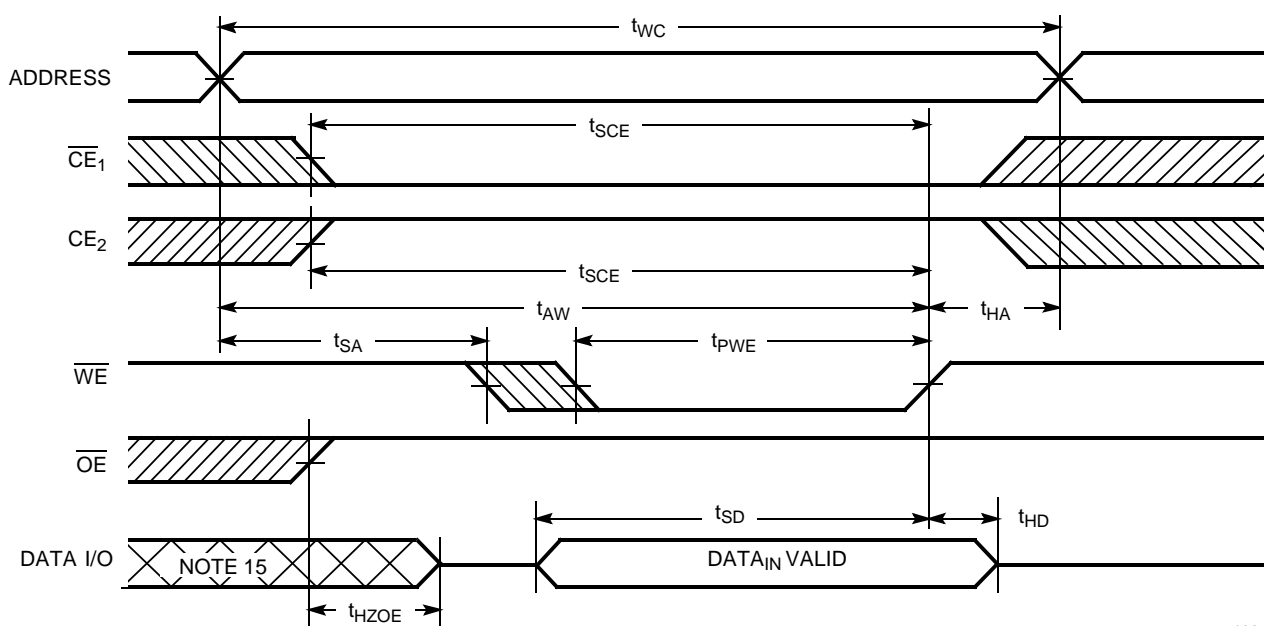 tWC
ADDRESS
tSCE
CE1
CE2
tSCE
tAW
tHA
tSA
tPWE
WE
OE
tSD
tHD
DATA I/O
NOTE 15
DATAIN VALID
tHZOE